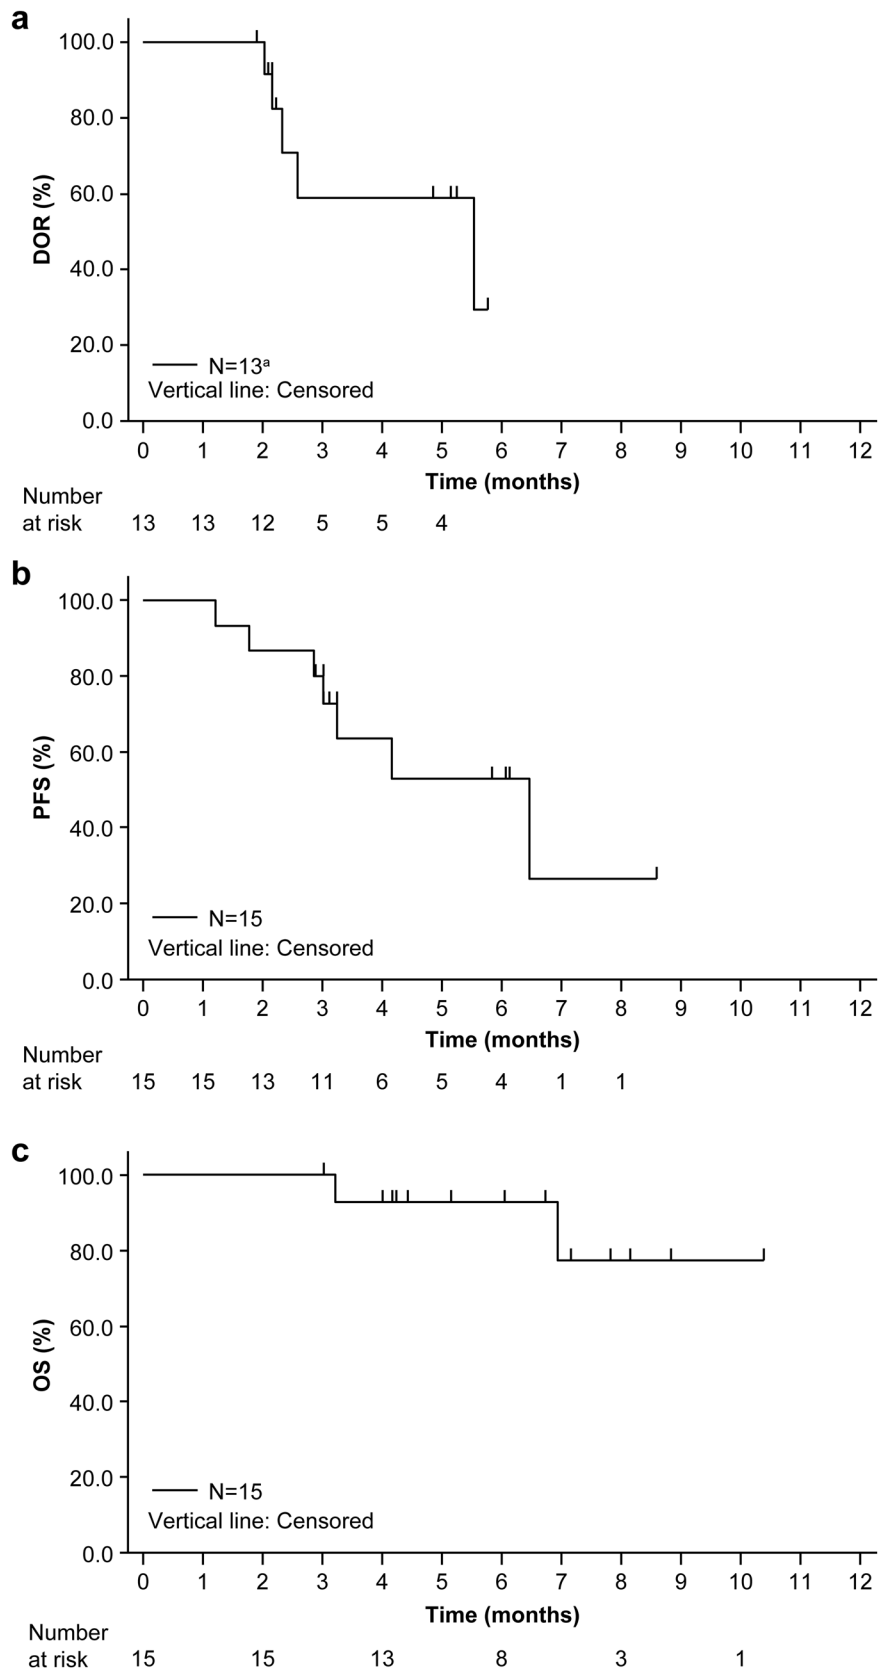 a
100.0
80.0
60.0
40.0
20.0
0.0
DOR (%)
N=13ᵃ
Vertical line: Censored
0 1 2 3 4 5 6 7 8 9 10 11 12
Time (months)
Number
at risk 13 13 12 5 5 4
b
100.0
80.0
60.0
40.0
20.0
0.0
PFS (%)
N=15
Vertical line: Censored
0 1 2 3 4 5 6 7 8 9 10 11 12
Time (months)
Number
at risk 15 15 13 11 6 5 4 1 1
c
100.0
80.0
60.0
40.0
20.0
0.0
OS (%)
N=15
Vertical line: Censored
0 1 2 3 4 5 6 7 8 9 10 11 12
Time (months)
Number
at risk 15 15 13 8 3 1